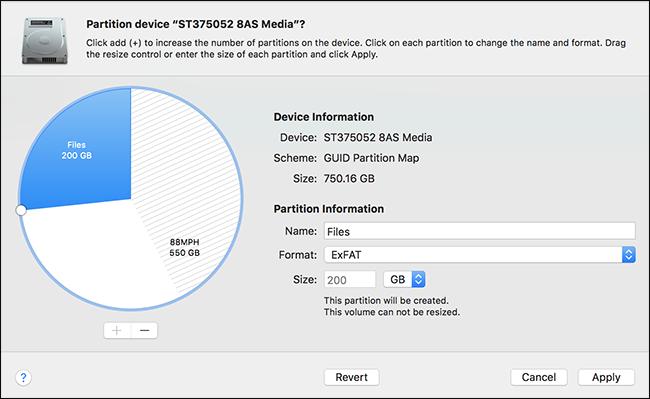 Partition device “ST375052 8AS Media”?
Click add (+) to increase the number of partitions on the device. Click on each partition to change the name and format. Drag
the resize control or enter the size of each partition and click Apply.
Files
200 GB
88MPH
550 GB
+ −
Device Information
Device: ST375052 8AS Media
Scheme: GUID Partition Map
Size: 750.16 GB
Partition Information
Name: Files
Format: ExFAT
Size: 200 GB
This partition will be created.
This volume can not be resized.
? Revert Cancel Apply